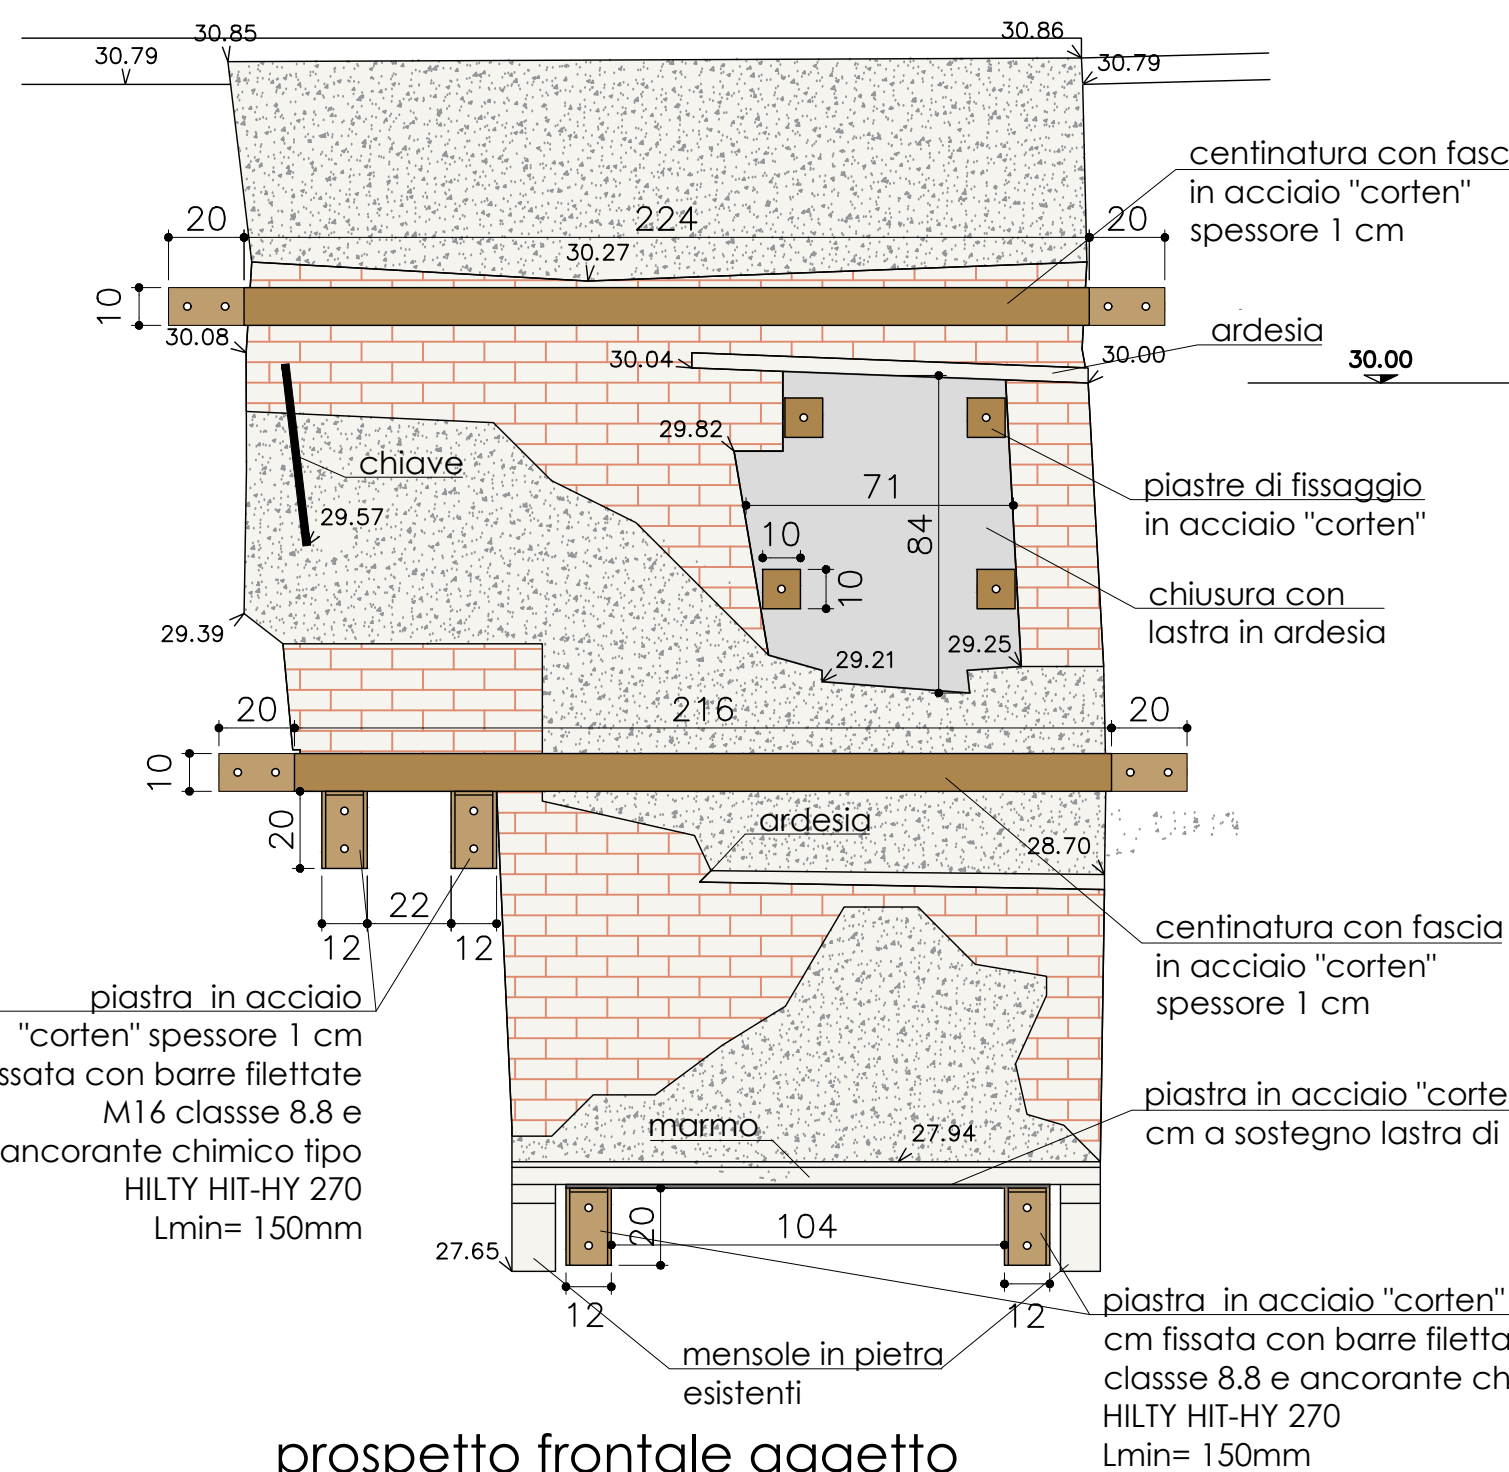 30.85
30.86
30.79
30.79
centinatura con fasc
in acciaio "corten"
spessore 1 cm
20
224
20
30.27
10
30.08
ardesia
30.04
30.00
30.00
29.82
chiave
71
piastre di fissaggio
in acciaio "corten"
29.57
10
84
10
chiusura con
lastra in ardesia
29.39
29.21
29.25
20
216
20
10
20
ardesia
28.70
22
12
12
centinatura con fascia
in acciaio "corten"
spessore 1 cm
piastra in acciaio
"corten" spessore 1 cm
ssata con barre filettate
M16 classse 8.8 e
ancorante chimico tipo
HILTY HIT-HY 270
Lmin= 150mm
piastra in acciaio "corte
cm a sostegno lastra di
marmo
27.94
20
104
27.65
12
12
mensole in pietra
esistenti
piastra in acciaio "corten"
cm fissata con barre filetta
classse 8.8 e ancorante ch
HILTY HIT-HY 270
Lmin= 150mm
prospetto frontale aggetto